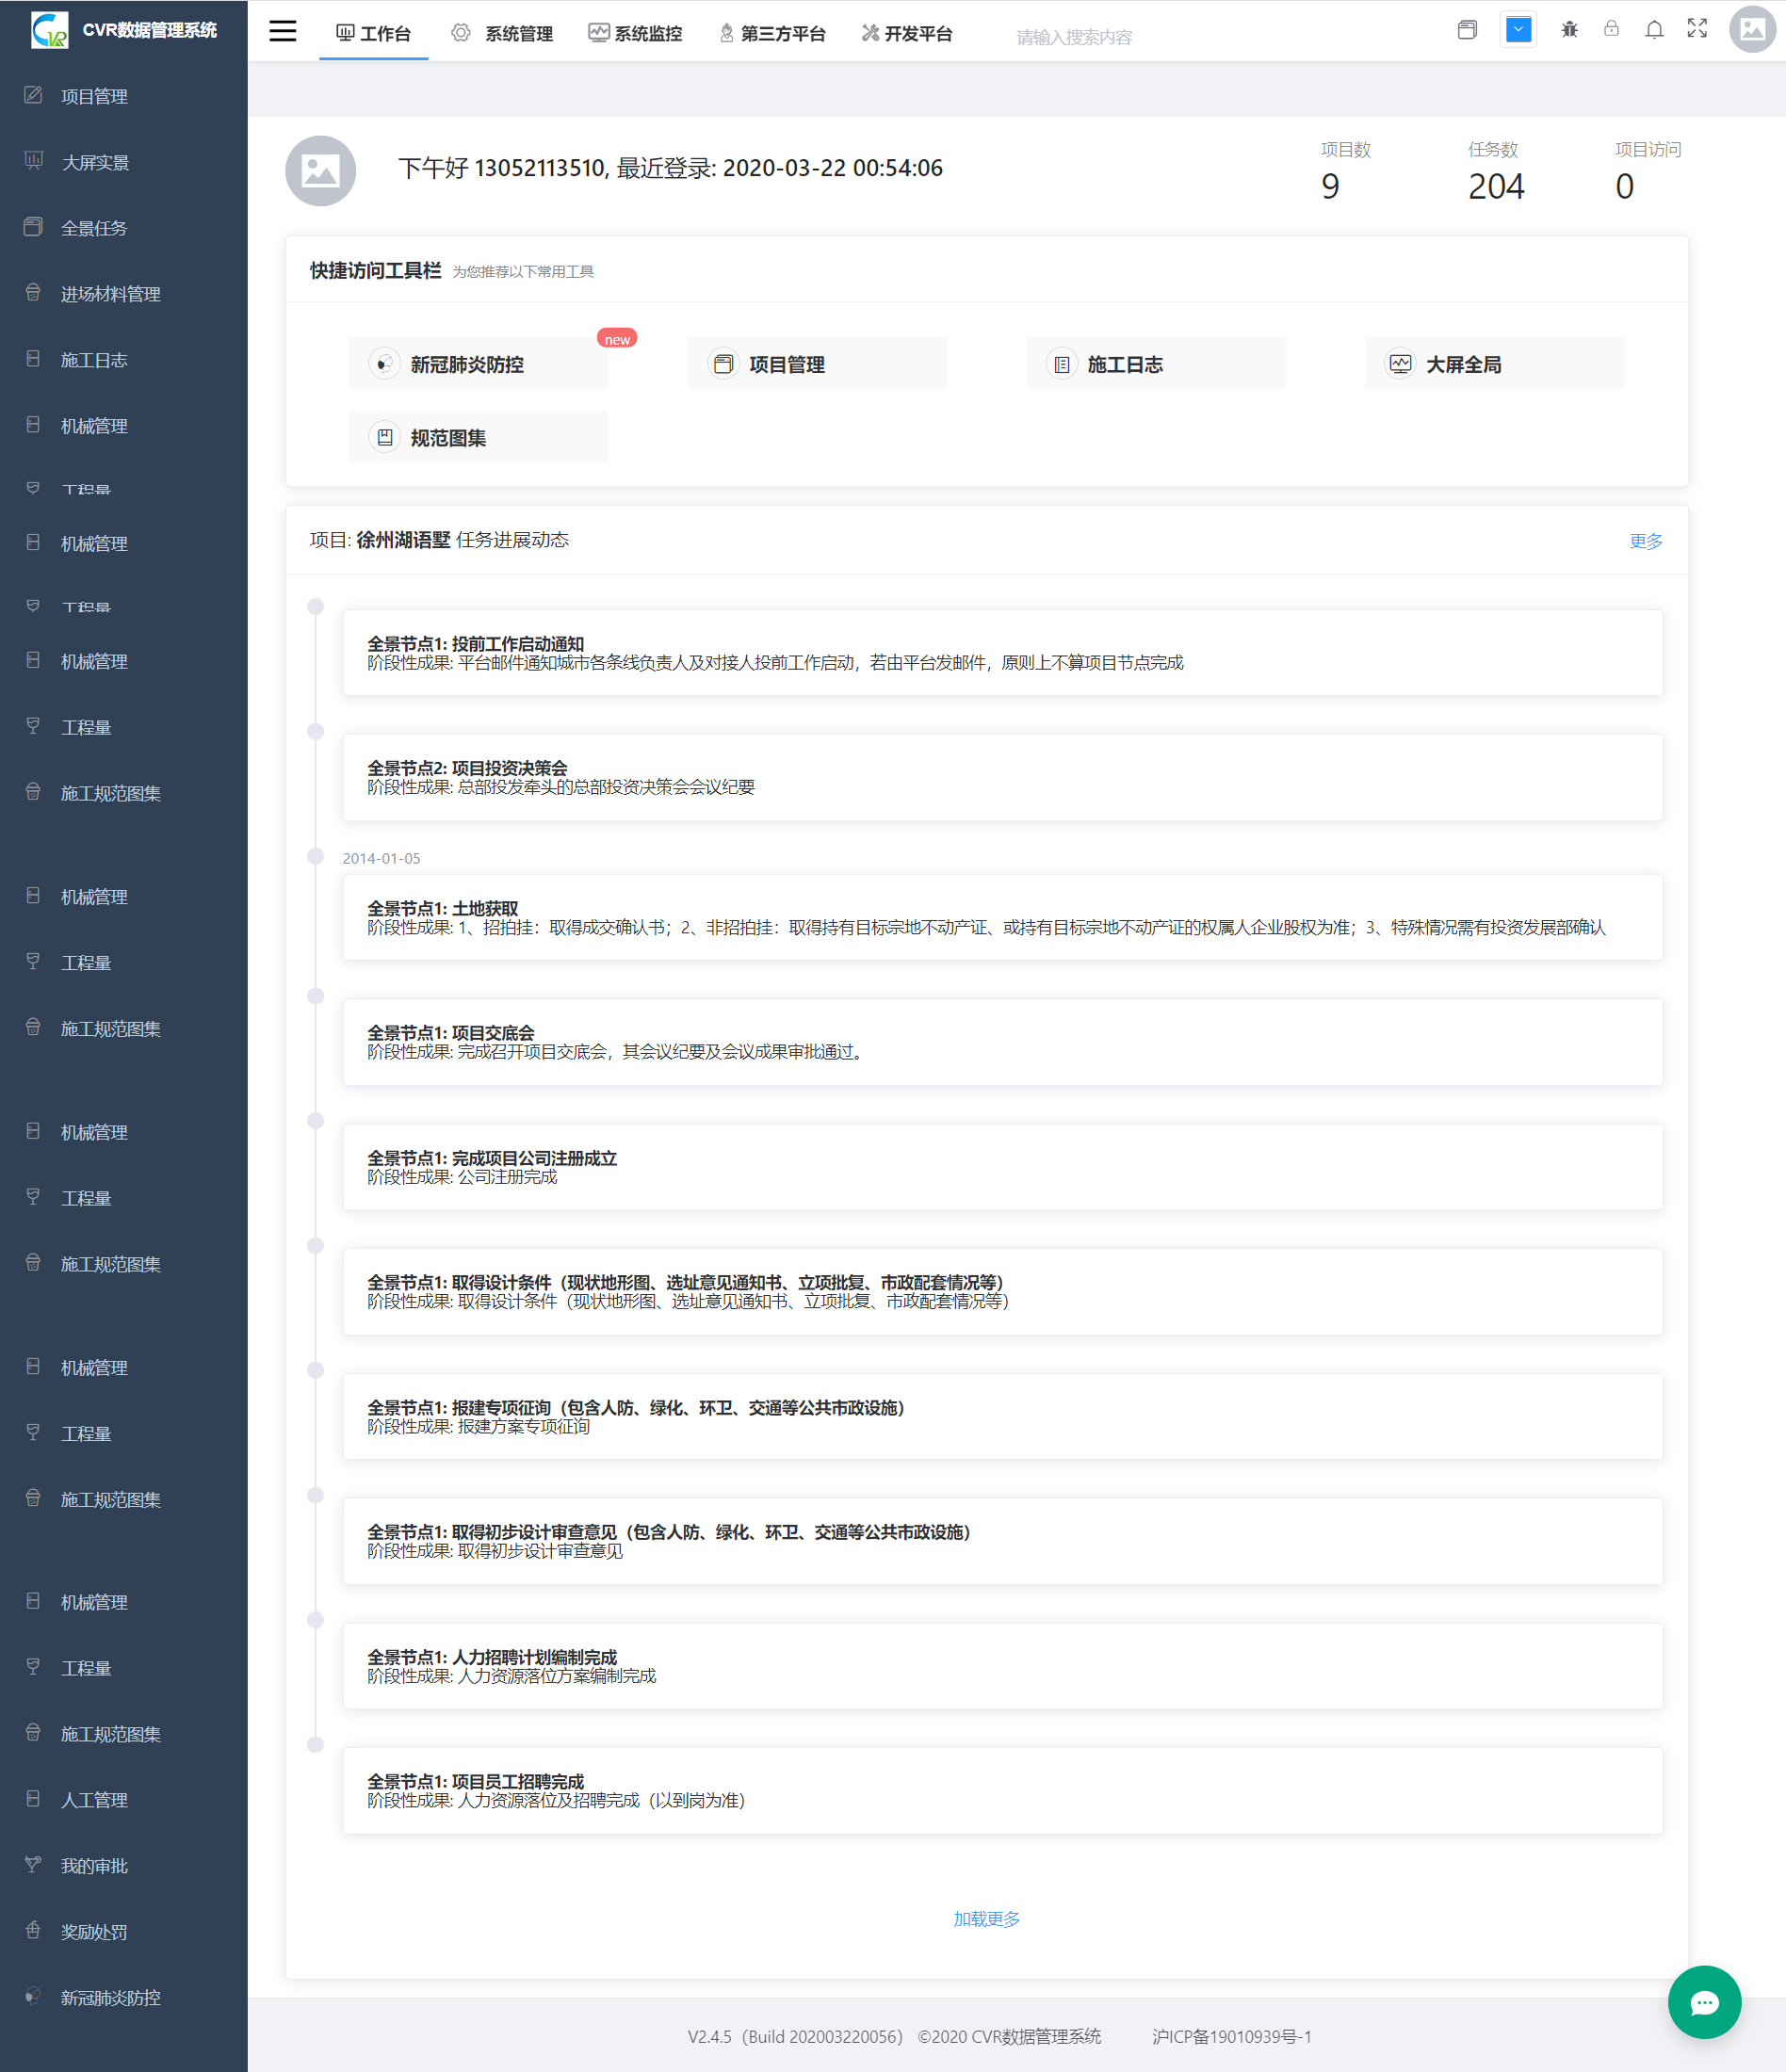 CVR数据管理系统
工作台
系统管理
系统监控
第三方平台
开发平台
请输入搜索内容
项目管理
大屏实景
全景任务
进场材料管理
施工日志
机械管理
工程量
机械管理
工程量
机械管理
工程量
施工规范图集
机械管理
工程量
施工规范图集
机械管理
工程量
施工规范图集
机械管理
工程量
施工规范图集
机械管理
工程量
施工规范图集
人工管理
我的审批
奖励处罚
新冠肺炎防控
下午好 13052113510, 最近登录: 2020-03-22 00:54:06
项目数
9
任务数
204
项目访问
0
快捷访问工具栏 为您推荐以下常用工具
新冠肺炎防控
new
项目管理
施工日志
大屏全局
规范图集
项目: 徐州湖语墅 任务进展动态
更多
全景节点1: 投前工作启动通知
阶段性成果: 平台邮件通知城市各条线负责人及对接人投前工作启动，若由平台发邮件，原则上不算项目节点完成
全景节点2: 项目投资决策会
阶段性成果: 总部投发牵头的总部投资决策会会议纪要
2014-01-05
全景节点1: 土地获取
阶段性成果: 1、招拍挂：取得成交确认书；2、非招拍挂：取得持有目标宗地不动产证、或持有目标宗地不动产证的权属人企业股权为准；3、特殊情况需有投资发展部确认
全景节点1: 项目交底会
阶段性成果: 完成召开项目交底会，其会议纪要及会议成果审批通过。
全景节点1: 完成项目公司注册成立
阶段性成果: 公司注册完成
全景节点1: 取得设计条件（现状地形图、选址意见通知书、立项批复、市政配套情况等）
阶段性成果: 取得设计条件（现状地形图、选址意见通知书、立项批复、市政配套情况等）
全景节点1: 报建专项征询（包含人防、绿化、环卫、交通等公共市政设施）
阶段性成果: 报建方案专项征询
全景节点1: 取得初步设计审查意见（包含人防、绿化、环卫、交通等公共市政设施）
阶段性成果: 取得初步设计审查意见
全景节点1: 人力招聘计划编制完成
阶段性成果: 人力资源落位方案编制完成
全景节点1: 项目员工招聘完成
阶段性成果: 人力资源落位及招聘完成（以到岗为准）
加载更多
V2.4.5（Build 202003220056） ©2020 CVR数据管理系统 沪ICP备19010939号-1